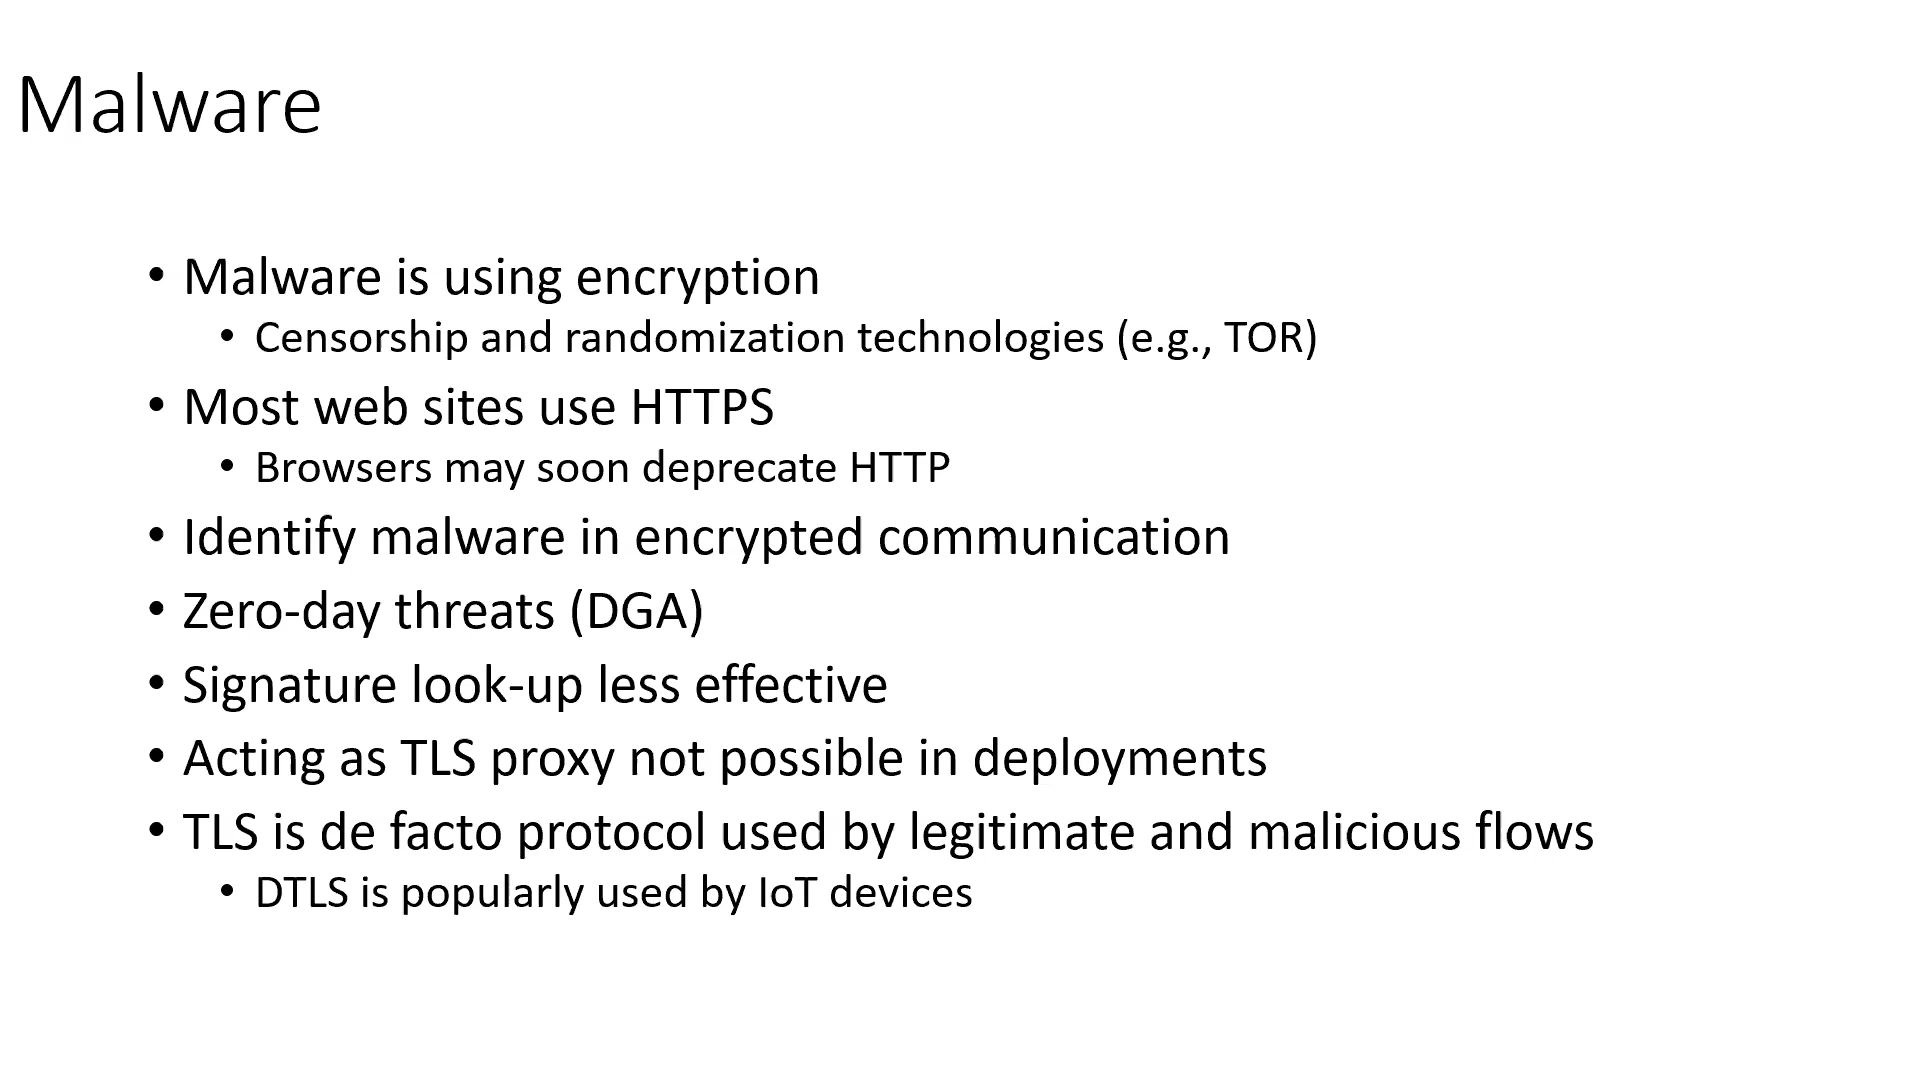 Malware
• Malware is using encryption
• Censorship and randomization technologies (e.g., TOR)
• Most web sites use HTTPS
• Browsers may soon deprecate HTTP
• Identify malware in encrypted communication
• Zero-day threats (DGA)
• Signature look-up less effective
• Acting as TLS proxy not possible in deployments
• TLS is de facto protocol used by legitimate and malicious flows
• DTLS is popularly used by IoT devices